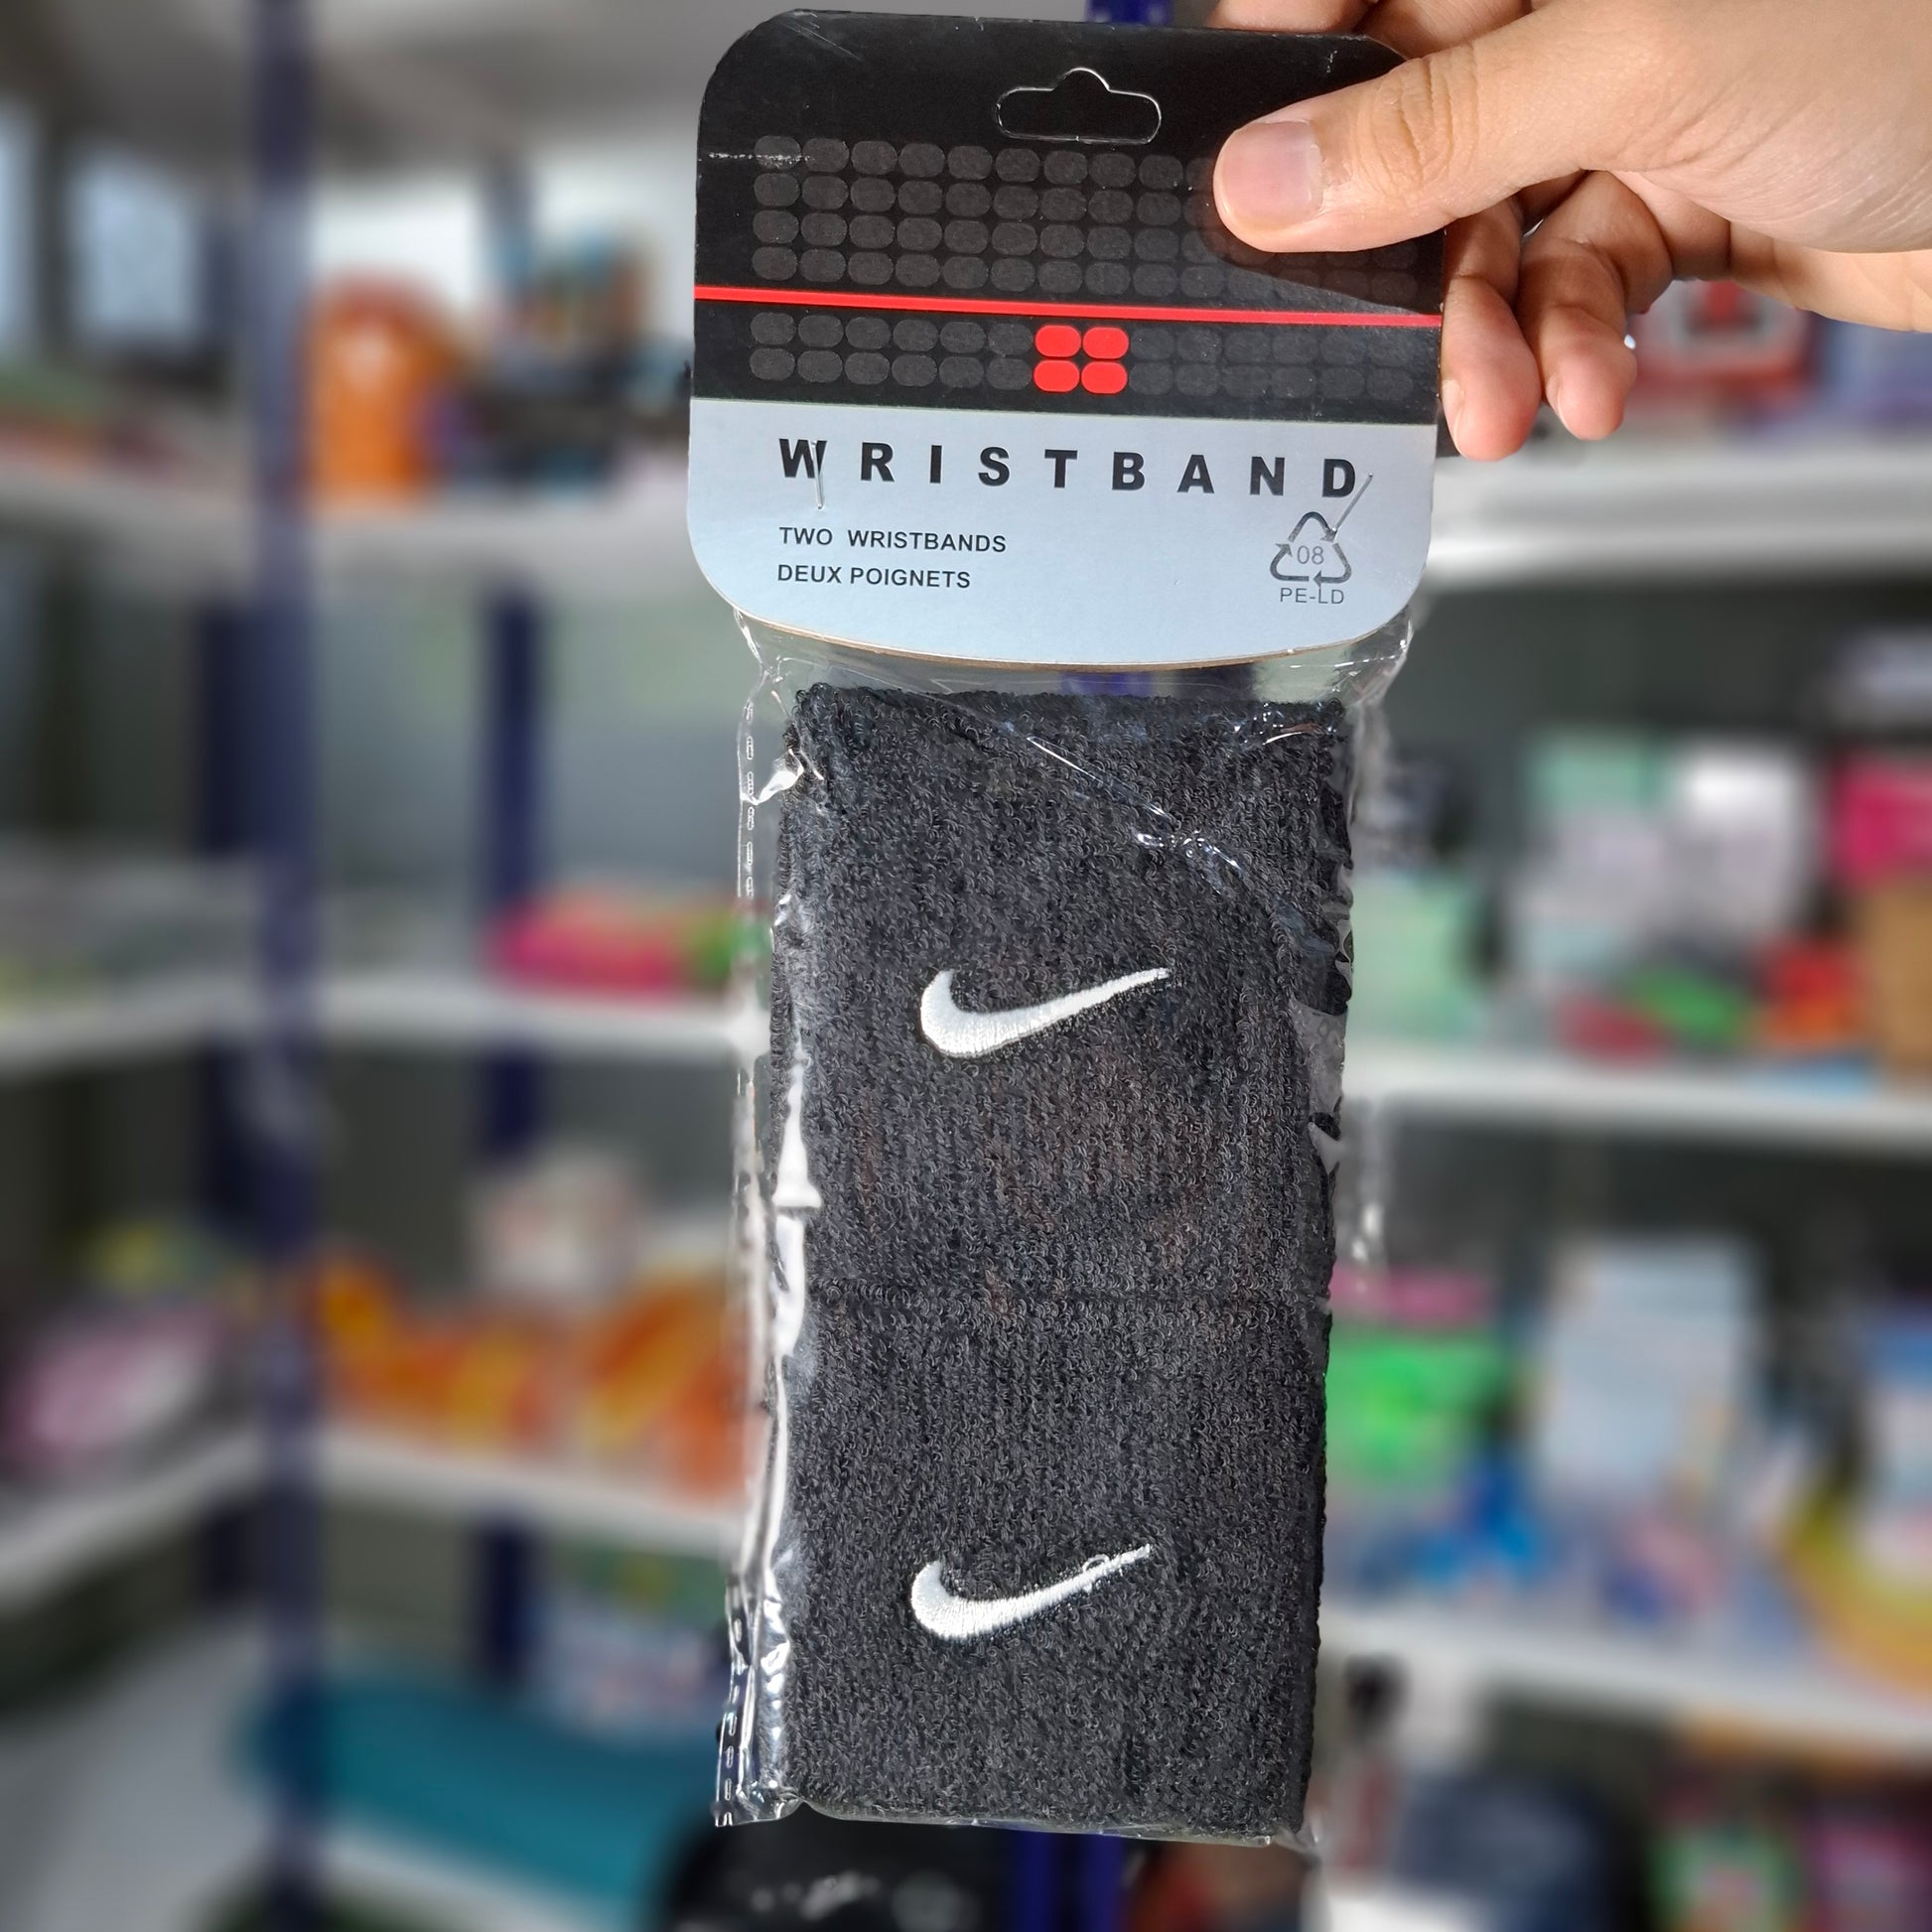 WRISTBAND
TWO WRISTBANDS
DEUX POIGNETS
08
PE-LD